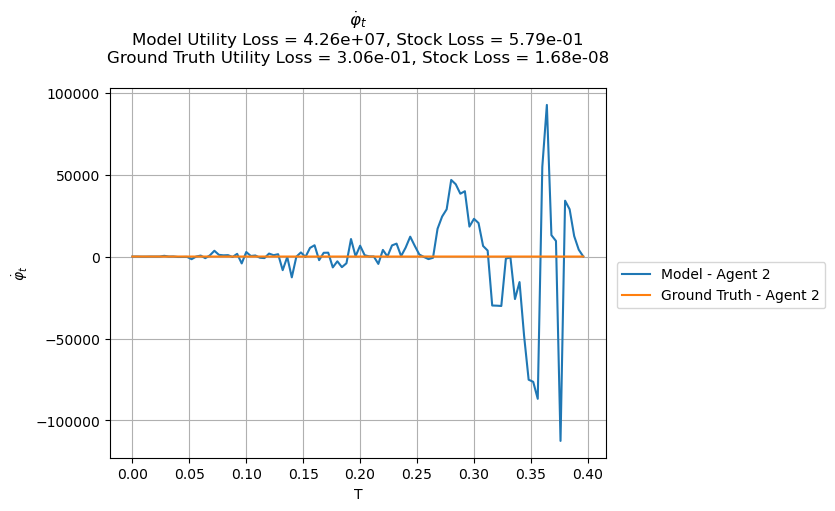 φ̇ₜ
Model Utility Loss = 4.26e+07, Stock Loss = 5.79e-01
Ground Truth Utility Loss = 3.06e-01, Stock Loss = 1.68e-08
100000
50000
0
−50000
−100000
φ̇ₜ
0.00 0.05 0.10 0.15 0.20 0.25 0.30 0.35 0.40
T
Model - Agent 2
Ground Truth - Agent 2